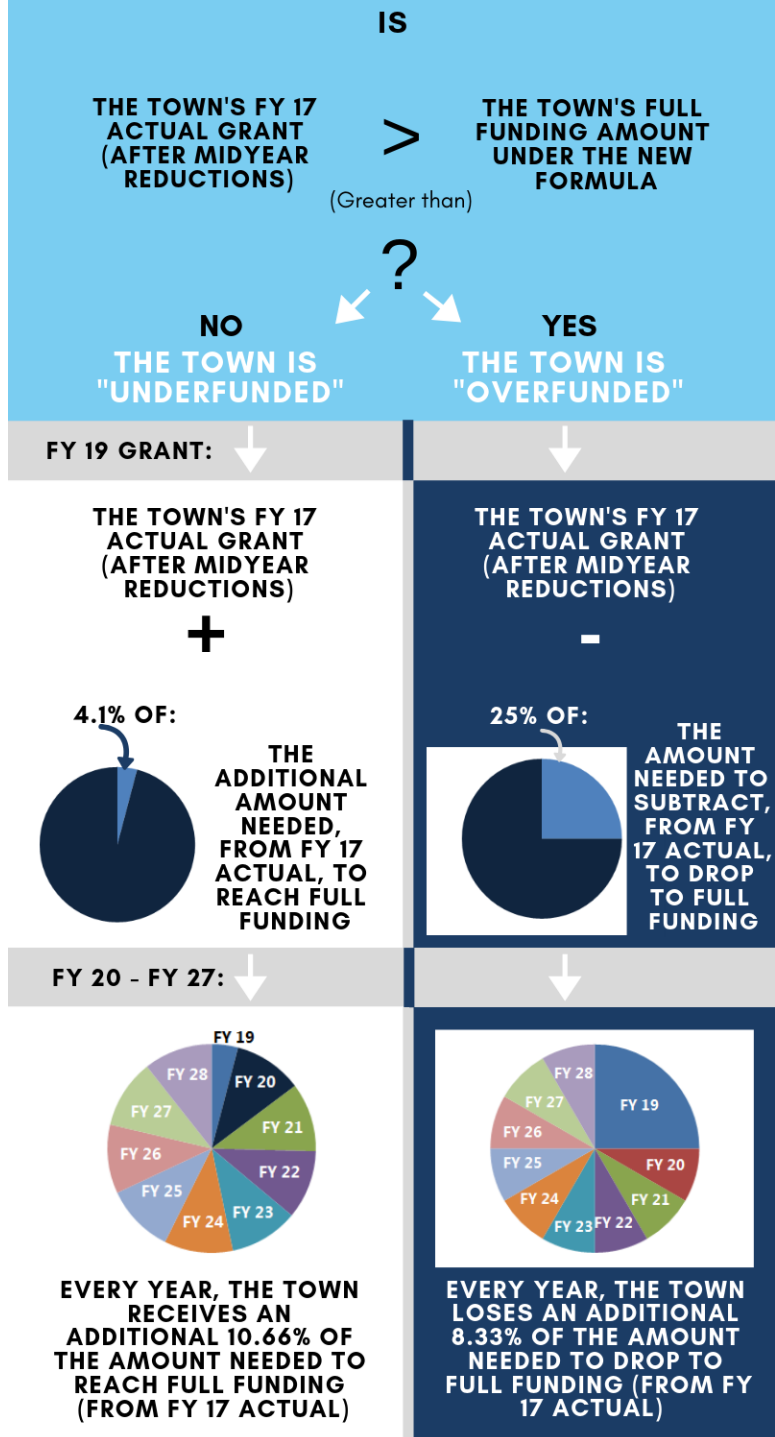 IS
THE TOWN'S FY 17
ACTUAL GRANT
(AFTER MIDYEAR
REDUCTIONS)
>
(Greater than)
THE TOWN'S FULL
FUNDING AMOUNT
UNDER THE NEW
FORMULA
?
NO
THE TOWN IS
"UNDERFUNDED"
YES
THE TOWN IS
"OVERFUNDED"
FY 19 GRANT:
THE TOWN'S FY 17
ACTUAL GRANT
(AFTER MIDYEAR
REDUCTIONS)
+
4.1% OF:
THE
ADDITIONAL
AMOUNT
NEEDED,
FROM FY 17
ACTUAL, TO
REACH FULL
FUNDING
THE TOWN'S FY 17
ACTUAL GRANT
(AFTER MIDYEAR
REDUCTIONS)
-
25% OF:
THE
AMOUNT
NEEDED TO
SUBTRACT,
FROM FY
17 ACTUAL,
TO DROP
TO FULL
FUNDING
FY 20 - FY 27:
FY 19
FY 20
FY 21
FY 22
FY 23
FY 24
FY 25
FY 26
FY 27
FY 28
EVERY YEAR, THE TOWN
RECEIVES AN
ADDITIONAL 10.66% OF
THE AMOUNT NEEDED TO
REACH FULL FUNDING
(FROM FY 17 ACTUAL)
FY 19
FY 20
FY 21
FY 22
FY 23
FY 24
FY 25
FY 26
FY 27
FY 28
EVERY YEAR, THE TOWN
LOSES AN ADDITIONAL
8.33% OF THE AMOUNT
NEEDED TO DROP TO
FULL FUNDING (FROM FY
17 ACTUAL)